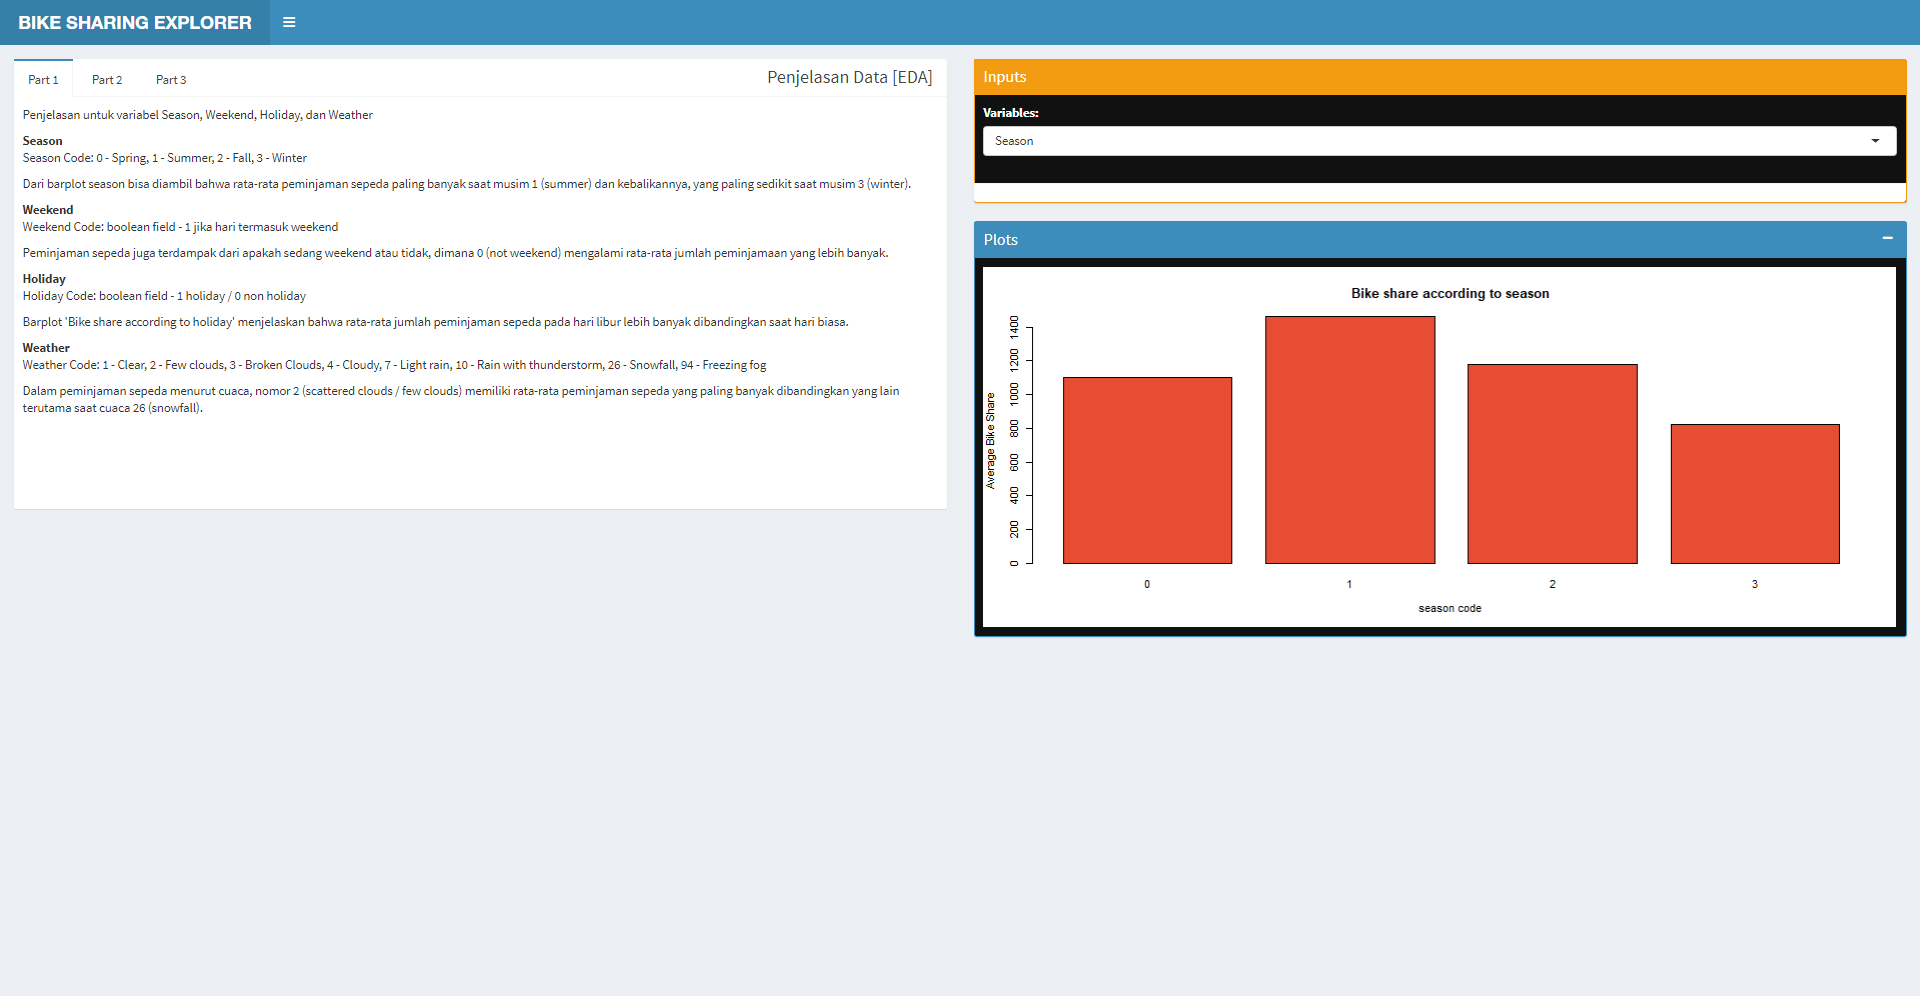 BIKE SHARING EXPLORER
Part 1 Part 2 Part 3 Penjelasan Data [EDA]
Penjelasan untuk variabel Season, Weekend, Holiday, dan Weather
Season
Season Code: 0 - Spring, 1 - Summer, 2 - Fall, 3 - Winter
Dari barplot season bisa diambil bahwa rata-rata peminjaman sepeda paling banyak saat musim 1 (summer) dan kebalikannya, yang paling sedikit saat musim 3 (winter).
Weekend
Weekend Code: boolean field - 1 jika hari termasuk weekend
Peminjaman sepeda juga terdampak dari apakah sedang weekend atau tidak, dimana 0 (not weekend) mengalami rata-rata jumlah peminjamaan yang lebih banyak.
Holiday
Holiday Code: boolean field - 1 holiday / 0 non holiday
Barplot 'Bike share according to holiday' menjelaskan bahwa rata-rata jumlah peminjaman sepeda pada hari libur lebih banyak dibandingkan saat hari biasa.
Weather
Weather Code: 1 - Clear, 2 - Few clouds, 3 - Broken Clouds, 4 - Cloudy, 7 - Light rain, 10 - Rain with thunderstorm, 26 - Snowfall, 94 - Freezing fog
Dalam peminjaman sepeda menurut cuaca, nomor 2 (scattered clouds / few clouds) memiliki rata-rata peminjaman sepeda yang paling banyak dibandingkan yang lain
terutama saat cuaca 26 (snowfall).
Inputs
Variables:
Season
Plots
Bike share according to season
Average Bike Share
1400
1200
1000
800
600
400
200
0
0 1 2 3
season code